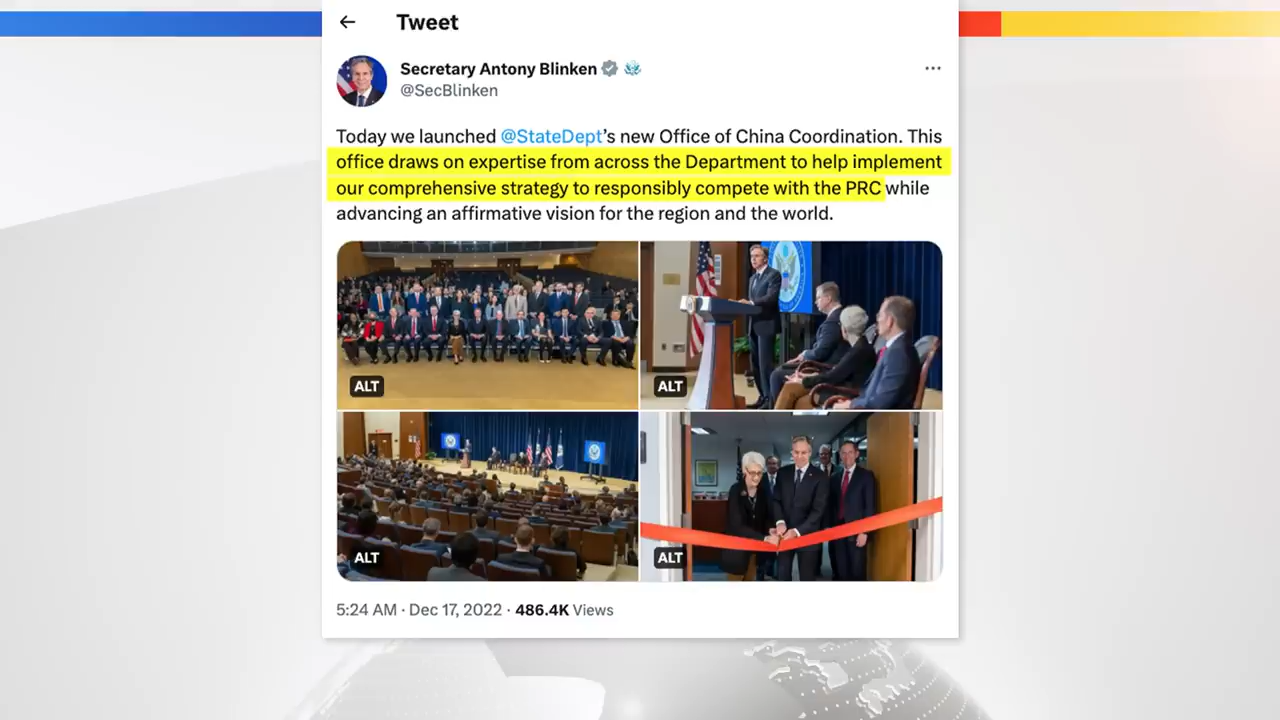 Tweet
Secretary Antony Blinken
@SecBlinken
Today we launched @StateDept's new Office of China Coordination. This
office draws on expertise from across the Department to help implement
our comprehensive strategy to responsibly compete with the PRC while
advancing an affirmative vision for the region and the world.
ALT
ALT
ALT
ALT
5:24 AM · Dec 17, 2022 · 486.4K Views